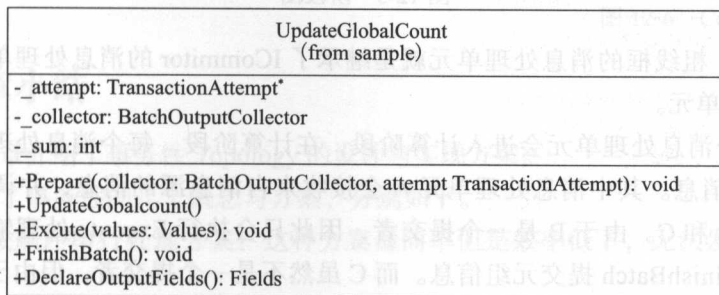 UpdateGlobalCount
(from sample)
- _attempt: TransactionAttempt*
- _collector: BatchOutputCollector
- _sum: int
+Prepare(collector: BatchOutputCollector, attempt TransactionAttempt): void
+UpdateGlobalCount()
+Excute(values: Values): void
+FinishBatch(): void
+DeclareOutputFields(): Fields